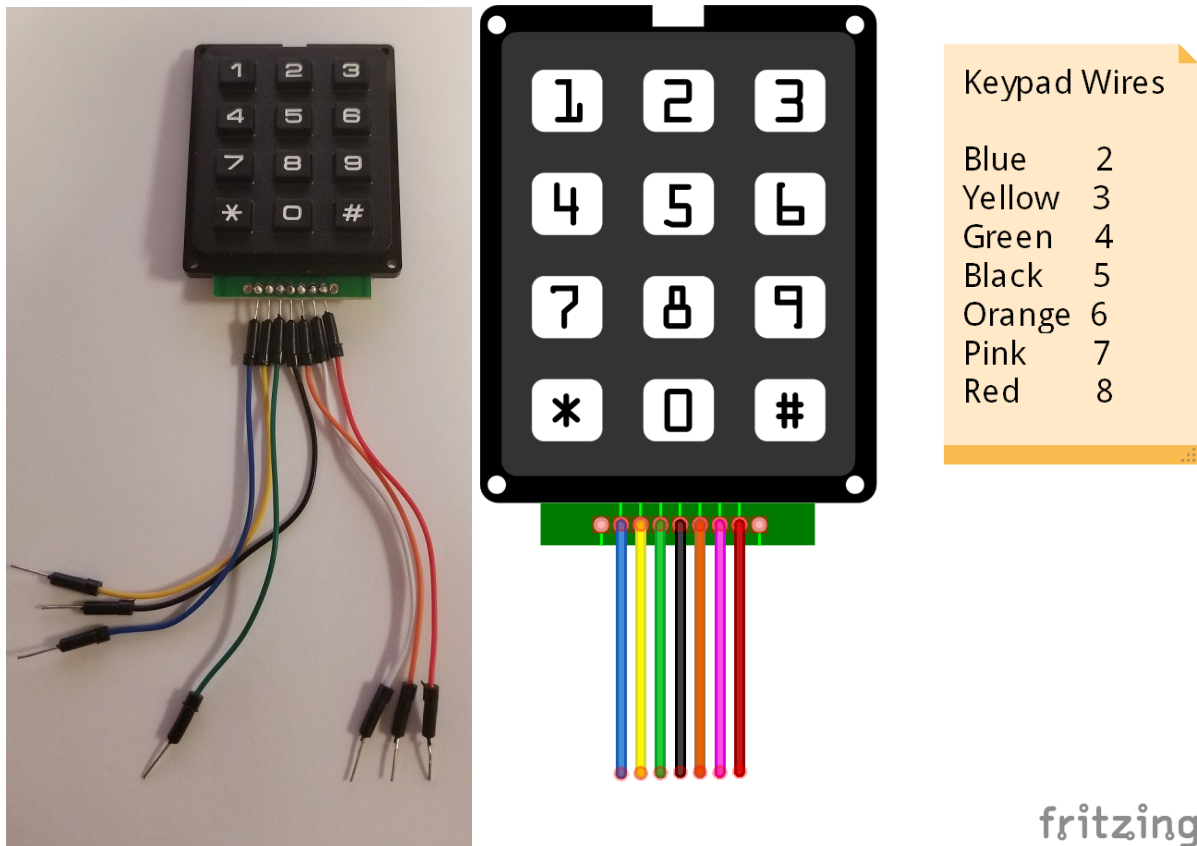 1 2 3
4 5 6
7 8 9
* 0 #
1 2 3
4 5 6
7 8 9
* 0 #
Keypad Wires
Blue 2
Yellow 3
Green 4
Black 5
Orange 6
Pink 7
Red 8
fritzing